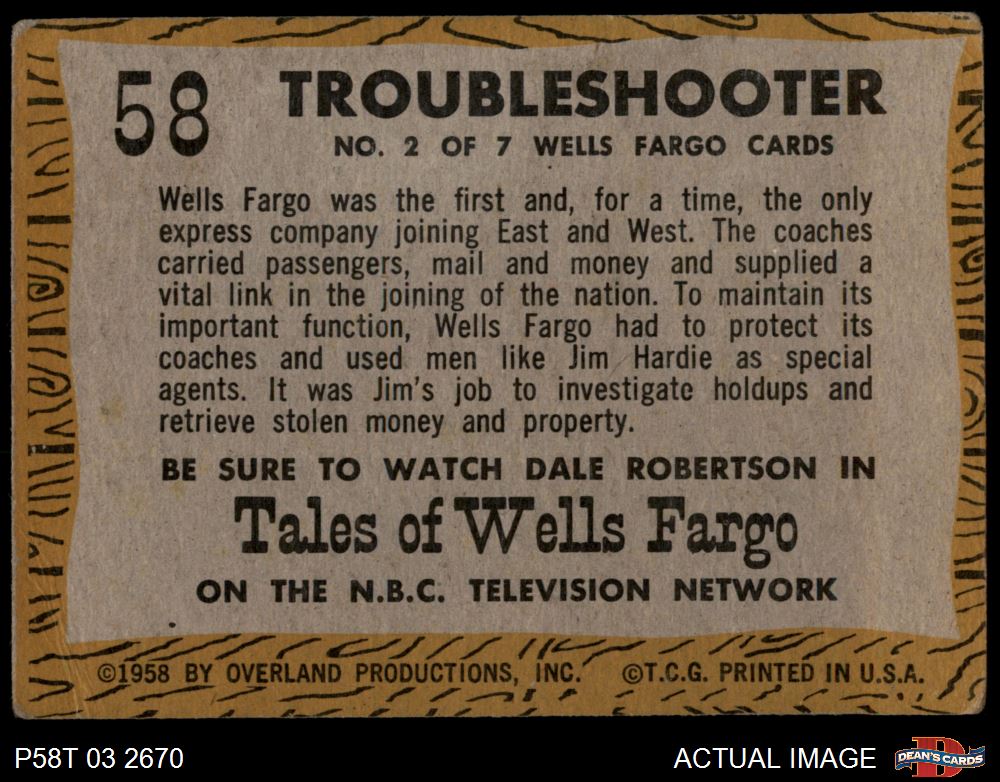 58 TROUBLESHOOTER
NO. 2 OF 7 WELLS FARGO CARDS
Wells Fargo was the first and, for a time, the only
express company joining East and West. The coaches
carried passengers, mail and money and supplied a
vital link in the joining of the nation. To maintain its
important function, Wells Fargo had to protect its
coaches and used men like Jim Hardie as special
agents. It was Jim's job to investigate holdups and
retrieve stolen money and property.
BE SURE TO WATCH DALE ROBERTSON IN
Tales of Wells Fargo
ON THE N.B.C. TELEVISION NETWORK
©1958 BY OVERLAND PRODUCTIONS, INC. ©T.C.G. PRINTED IN U.S.A.
P58T 03 2670 ACTUAL IMAGE D DEAN'S CARDS